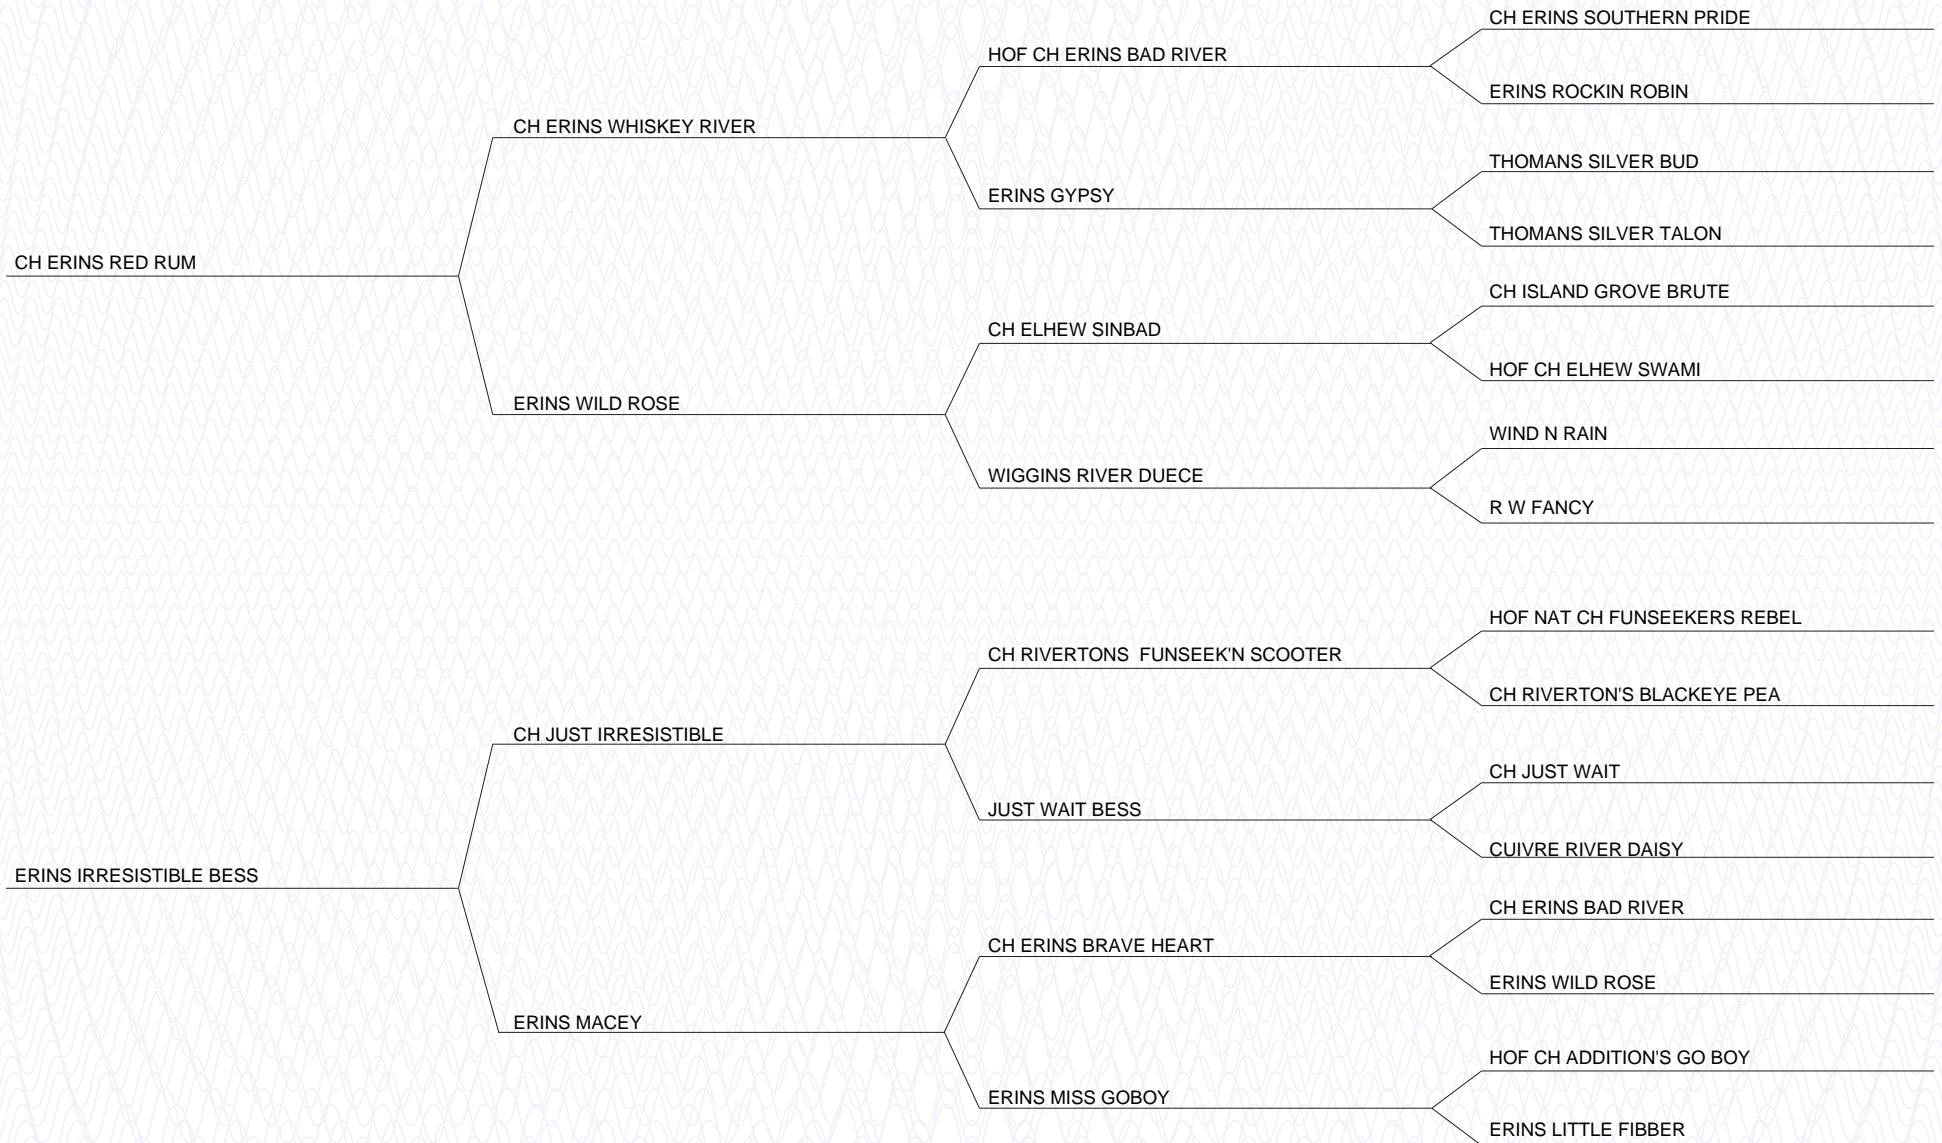 CH ERINS SOUTHERN PRIDE
HOF CH ERINS BAD RIVER
ERINS ROCKIN ROBIN
CH ERINS WHISKEY RIVER
THOMANS SILVER BUD
ERINS GYPSY
THOMANS SILVER TALON
CH ERINS RED RUM
CH ISLAND GROVE BRUTE
CH ELHEW SINBAD
HOF CH ELHEW SWAMI
ERINS WILD ROSE
WIND N RAIN
WIGGINS RIVER DUECE
R W FANCY
HOF NAT CH FUNSEEKERS REBEL
CH RIVERTONS  FUNSEEK'N SCOOTER
CH RIVERTON'S BLACKEYE PEA
CH JUST IRRESISTIBLE
CH JUST WAIT
JUST WAIT BESS
CUIVRE RIVER DAISY
ERINS IRRESISTIBLE BESS
CH ERINS BAD RIVER
CH ERINS BRAVE HEART
ERINS WILD ROSE
ERINS MACEY
HOF CH ADDITION'S GO BOY
ERINS MISS GOBOY
ERINS LITTLE FIBBER